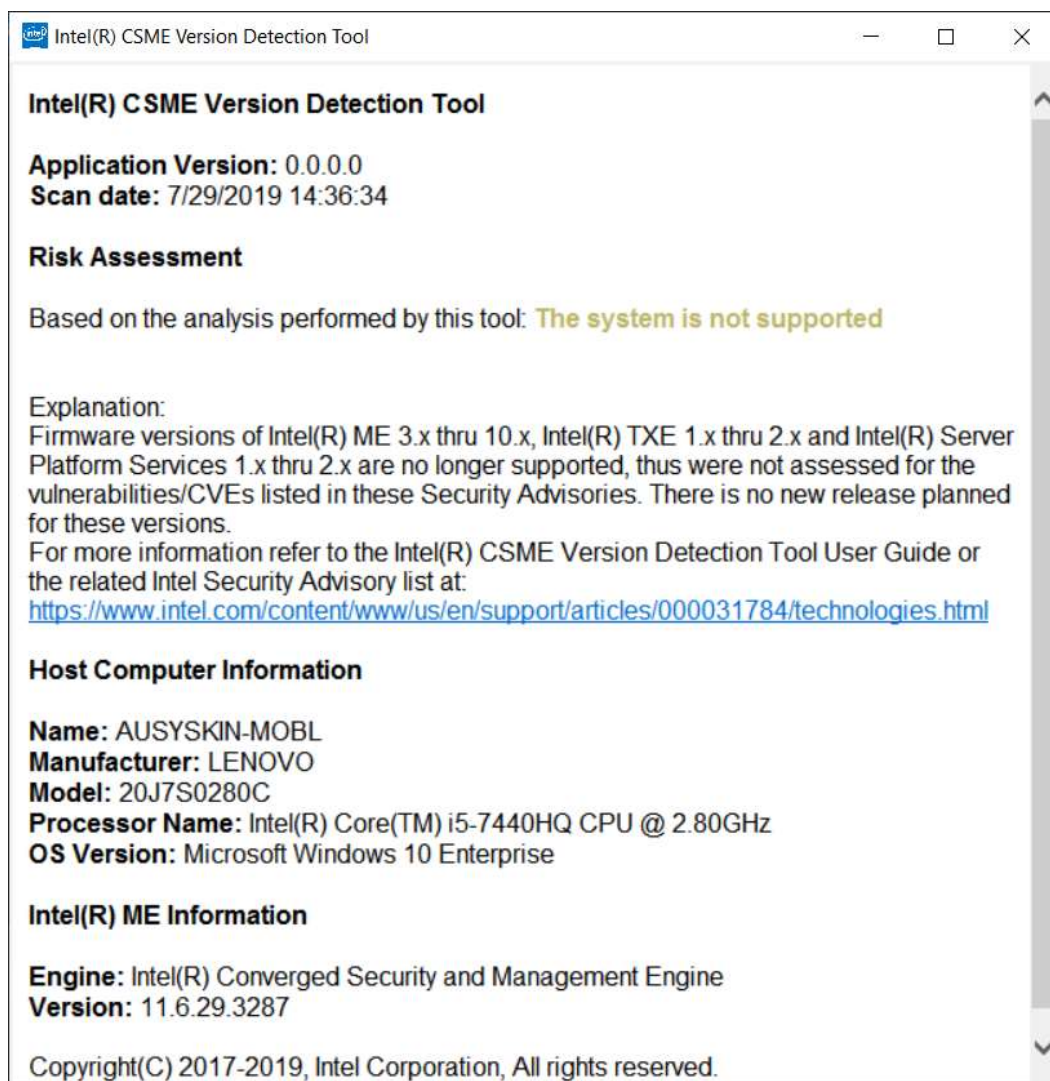 intel Intel(R) CSME Version Detection Tool
Intel(R) CSME Version Detection Tool
Application Version: 0.0.0.0
Scan date: 7/29/2019 14:36:34
Risk Assessment
Based on the analysis performed by this tool: The system is not supported
Explanation:
Firmware versions of Intel(R) ME 3.x thru 10.x, Intel(R) TXE 1.x thru 2.x and Intel(R) Server
Platform Services 1.x thru 2.x are no longer supported, thus were not assessed for the
vulnerabilities/CVEs listed in these Security Advisories. There is no new release planned
for these versions.
For more information refer to the Intel(R) CSME Version Detection Tool User Guide or
the related Intel Security Advisory list at:
https://www.intel.com/content/www/us/en/support/articles/000031784/technologies.html
Host Computer Information
Name: AUSYSKIN-MOBL
Manufacturer: LENOVO
Model: 20J7S0280C
Processor Name: Intel(R) Core(TM) i5-7440HQ CPU @ 2.80GHz
OS Version: Microsoft Windows 10 Enterprise
Intel(R) ME Information
Engine: Intel(R) Converged Security and Management Engine
Version: 11.6.29.3287
Copyright(C) 2017-2019, Intel Corporation, All rights reserved.